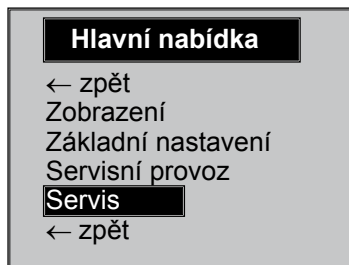 Hlavní nabídka
← zpět
Zobrazení
Základní nastavení
Servisní provoz
Servis
← zpět